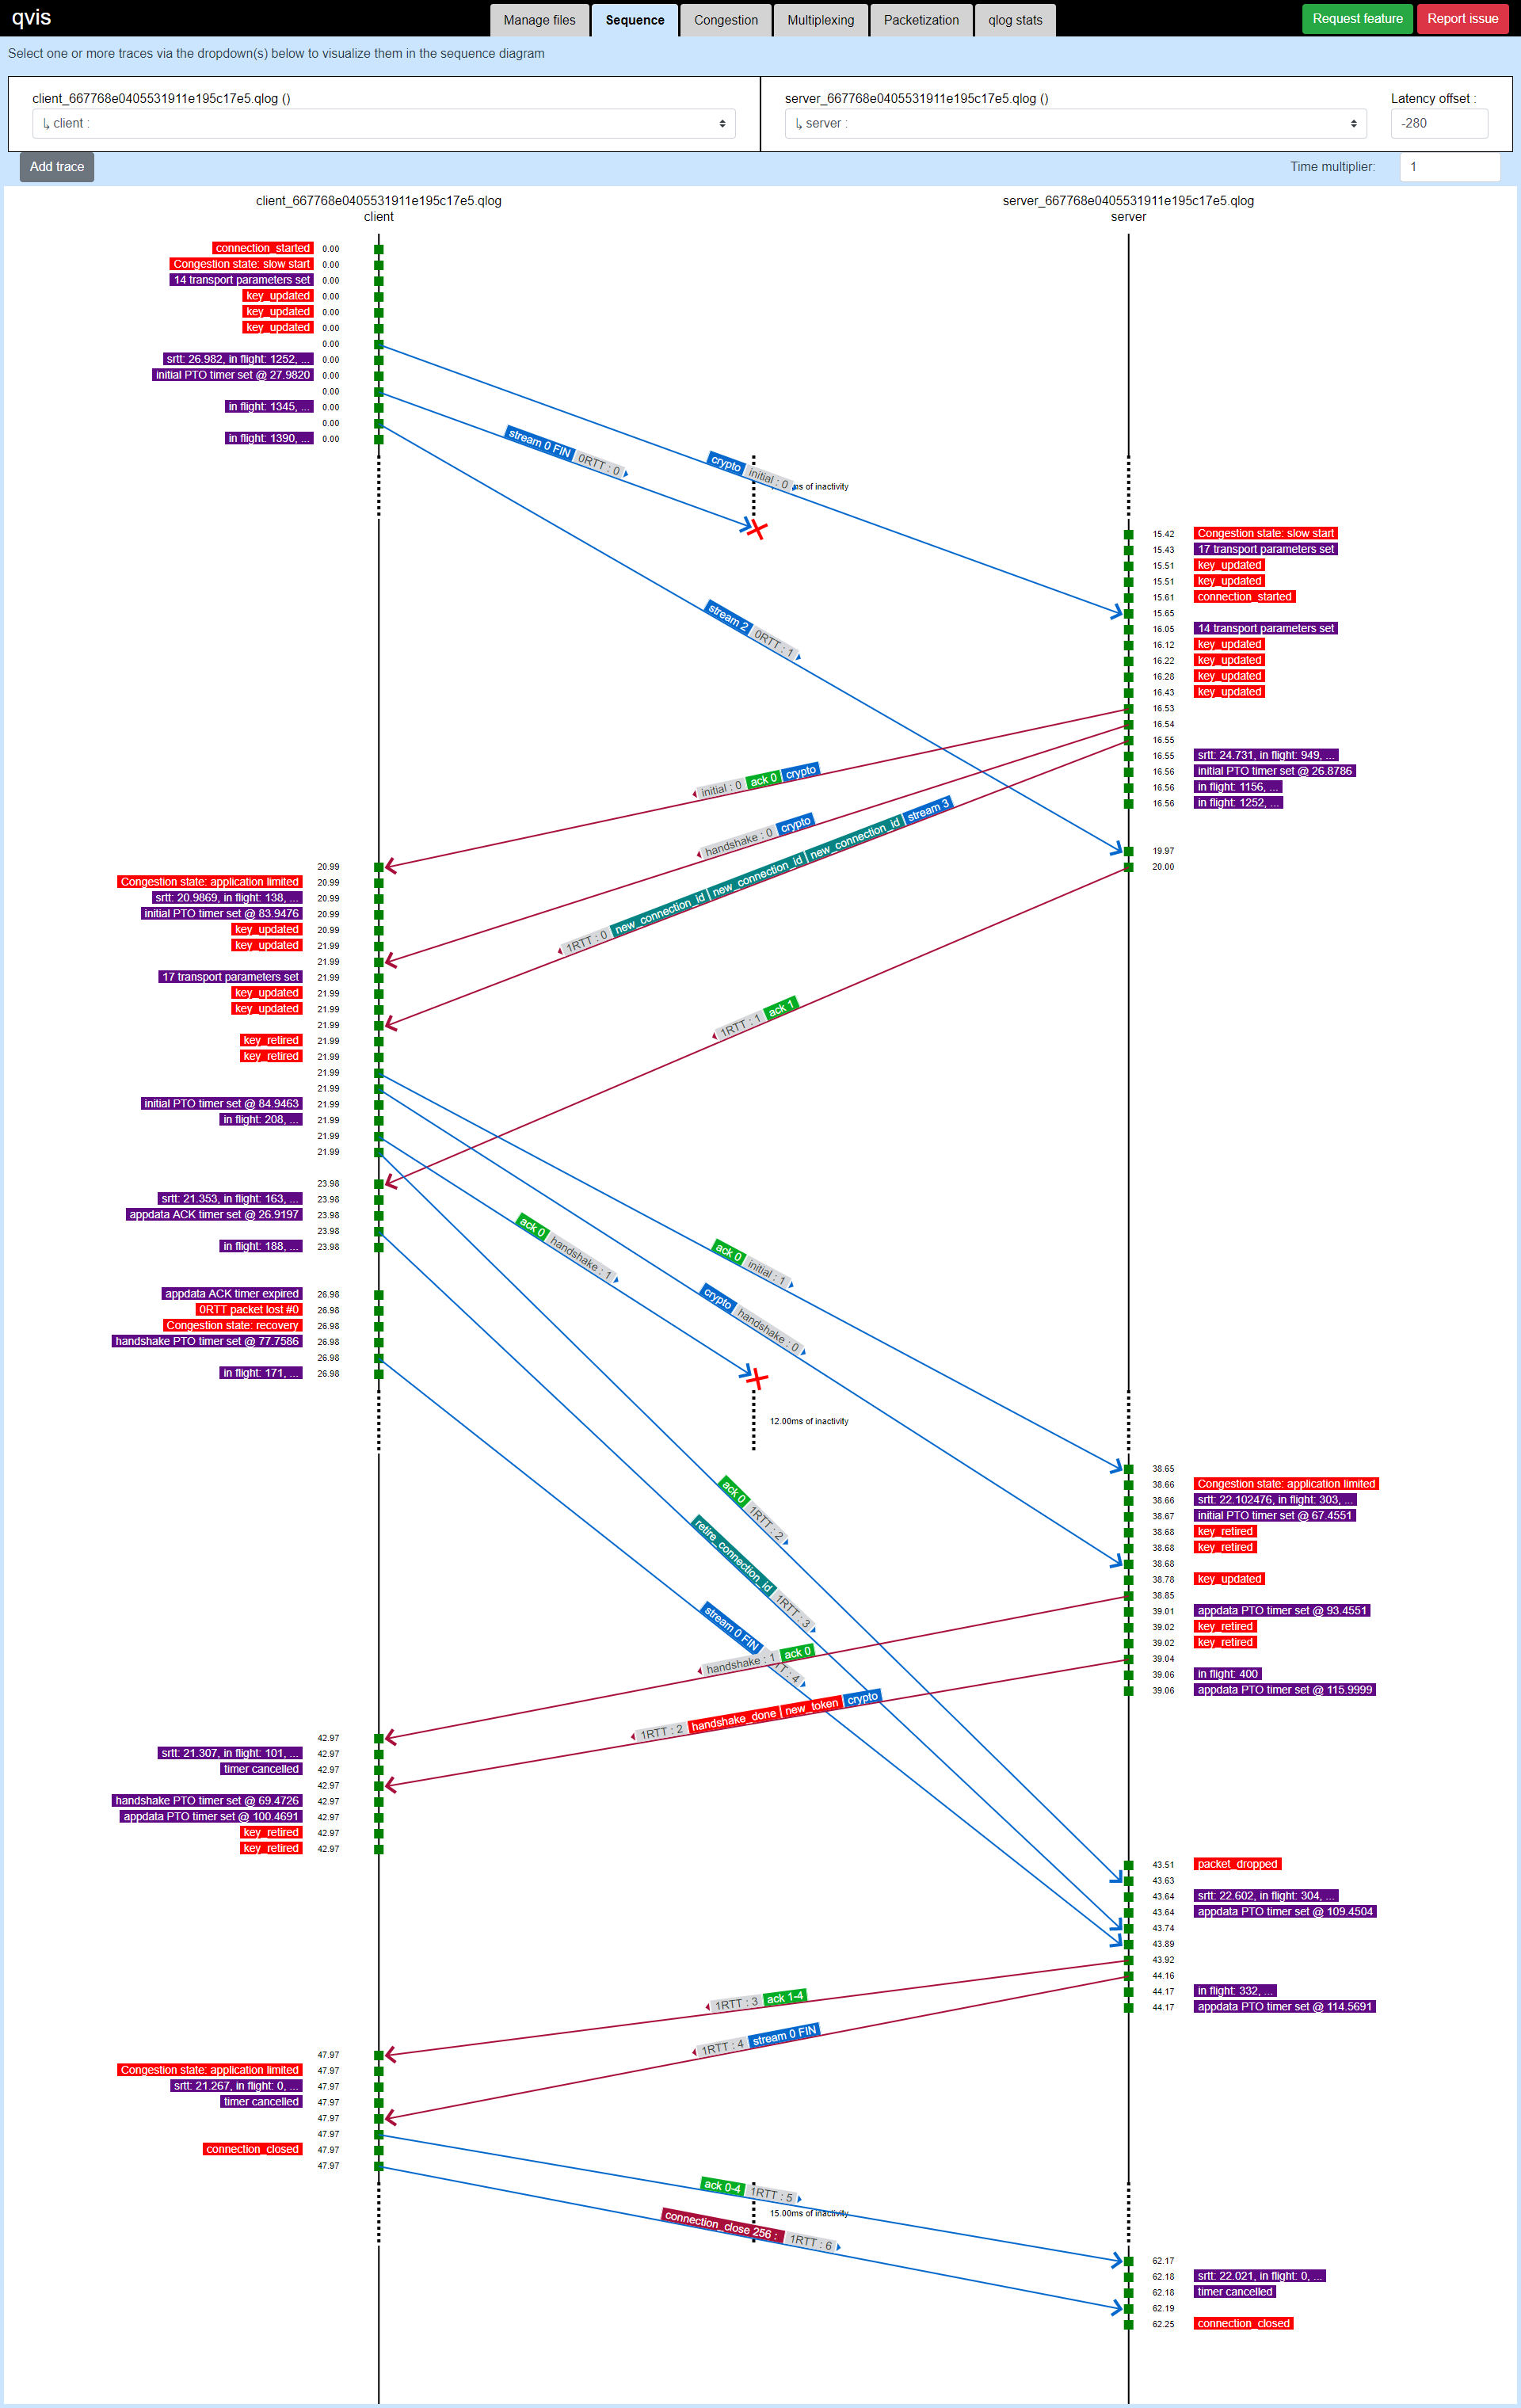 qvis
Manage files
Sequence
Congestion
Multiplexing
Packetization
qlog stats
Request feature
Report issue
Select one or more traces via the dropdown(s) below to visualize them in the sequence diagram
client_667768e0405531911e195c17e5.qlog ()
↳ client :
server_667768e0405531911e195c17e5.qlog ()
↳ server :
Latency offset :
-280
Add trace
Time multiplier:
1
client_667768e0405531911e195c17e5.qlog
client
server_667768e0405531911e195c17e5.qlog
server
connection_started 0.00
Congestion state: slow start 0.00
14 transport parameters set 0.00
key_updated 0.00
key_updated 0.00
key_updated 0.00
0.00
srtt: 26.982, in flight: 1252, ... 0.00
initial PTO timer set @ 27.9820 0.00
0.00
in flight: 1345, ... 0.00
0.00
in flight: 1390, ... 0.00
stream 0 FIN 0RTT : 0
crypto initial : 0
ms of inactivity
15.42 Congestion state: slow start
15.43 17 transport parameters set
15.51 key_updated
15.51 key_updated
15.61 connection_started
15.65
stream 2 0RTT : 1
16.05 14 transport parameters set
16.12 key_updated
16.22 key_updated
16.28 key_updated
16.43 key_updated
16.53
16.54
16.55
16.55 srtt: 24.731, in flight: 949, ...
16.56 initial PTO timer set @ 26.8786
16.56 in flight: 1156, ...
16.56 in flight: 1252, ...
initial : 0 ack 0 crypto
handshake : 0 crypto
1RTT : 0 new_connection_id | new_connection_id | new_connection_id | stream 3
19.97
20.00
20.99
Congestion state: application limited 20.99
srtt: 20.9869, in flight: 138, ... 20.99
initial PTO timer set @ 83.9476 20.99
key_updated 20.99
key_updated 21.99
21.99
17 transport parameters set 21.99
key_updated 21.99
key_updated 21.99
21.99
key_retired 21.99
key_retired 21.99
1RTT : 1 ack 1
21.99
21.99
initial PTO timer set @ 84.9463 21.99
in flight: 208, ... 21.99
21.99
21.99
23.98
srtt: 21.353, in flight: 163, ... 23.98
appdata ACK timer set @ 26.9197 23.98
23.98
in flight: 188, ... 23.98
ack 0 handshake : 1
ack 0 initial : 1
crypto handshake : 0
appdata ACK timer expired 26.98
0RTT packet lost #0 26.98
Congestion state: recovery 26.98
handshake PTO timer set @ 77.7586 26.98
26.98
in flight: 171, ... 26.98
12.00ms of inactivity
38.65
38.66 Congestion state: application limited
38.66 srtt: 22.102476, in flight: 303, ...
38.67 initial PTO timer set @ 67.4551
38.68 key_retired
38.68 key_retired
38.68
38.78 key_updated
38.85
39.01 appdata PTO timer set @ 93.4551
39.02 key_retired
39.02 key_retired
39.04
39.06 in flight: 400
39.06 appdata PTO timer set @ 115.9999
ack 0 1RTT : 2
retire_connection_id 1RTT : 3
stream 0 FIN
TT : 4
handshake : 1 ack 0
1RTT : 2 handshake_done | new_token | crypto
42.97
srtt: 21.307, in flight: 101, ... 42.97
timer cancelled 42.97
42.97
handshake PTO timer set @ 69.4726 42.97
appdata PTO timer set @ 100.4691 42.97
key_retired 42.97
key_retired 42.97
43.51 packet_dropped
43.63
43.64 srtt: 22.602, in flight: 304, ...
43.64 appdata PTO timer set @ 109.4504
43.74
43.89
43.92
44.16
44.17 in flight: 332, ...
44.17 appdata PTO timer set @ 114.5691
1RTT : 3 ack 1-4
1RTT : 4 stream 0 FIN
47.97
Congestion state: application limited 47.97
srtt: 21.267, in flight: 0, ... 47.97
timer cancelled 47.97
47.97
47.97
connection_closed 47.97
47.97
ack 0-4 1RTT : 5
15.00ms of inactivity
connection_close 256 : 1RTT : 6
62.17
62.18 srtt: 22.021, in flight: 0, ...
62.18 timer cancelled
62.19
62.25 connection_closed